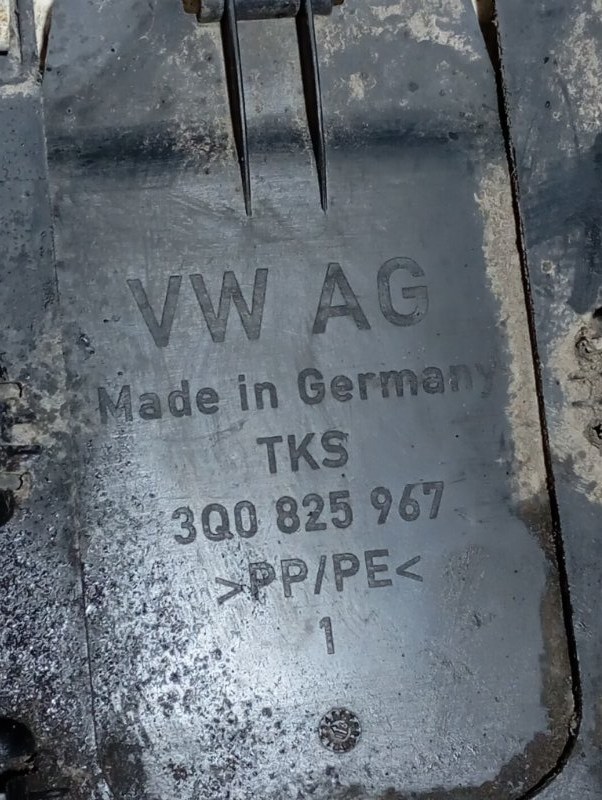 VW AG
Made in Germany
TKS
3Q0 825 967
>PP/PE<
1